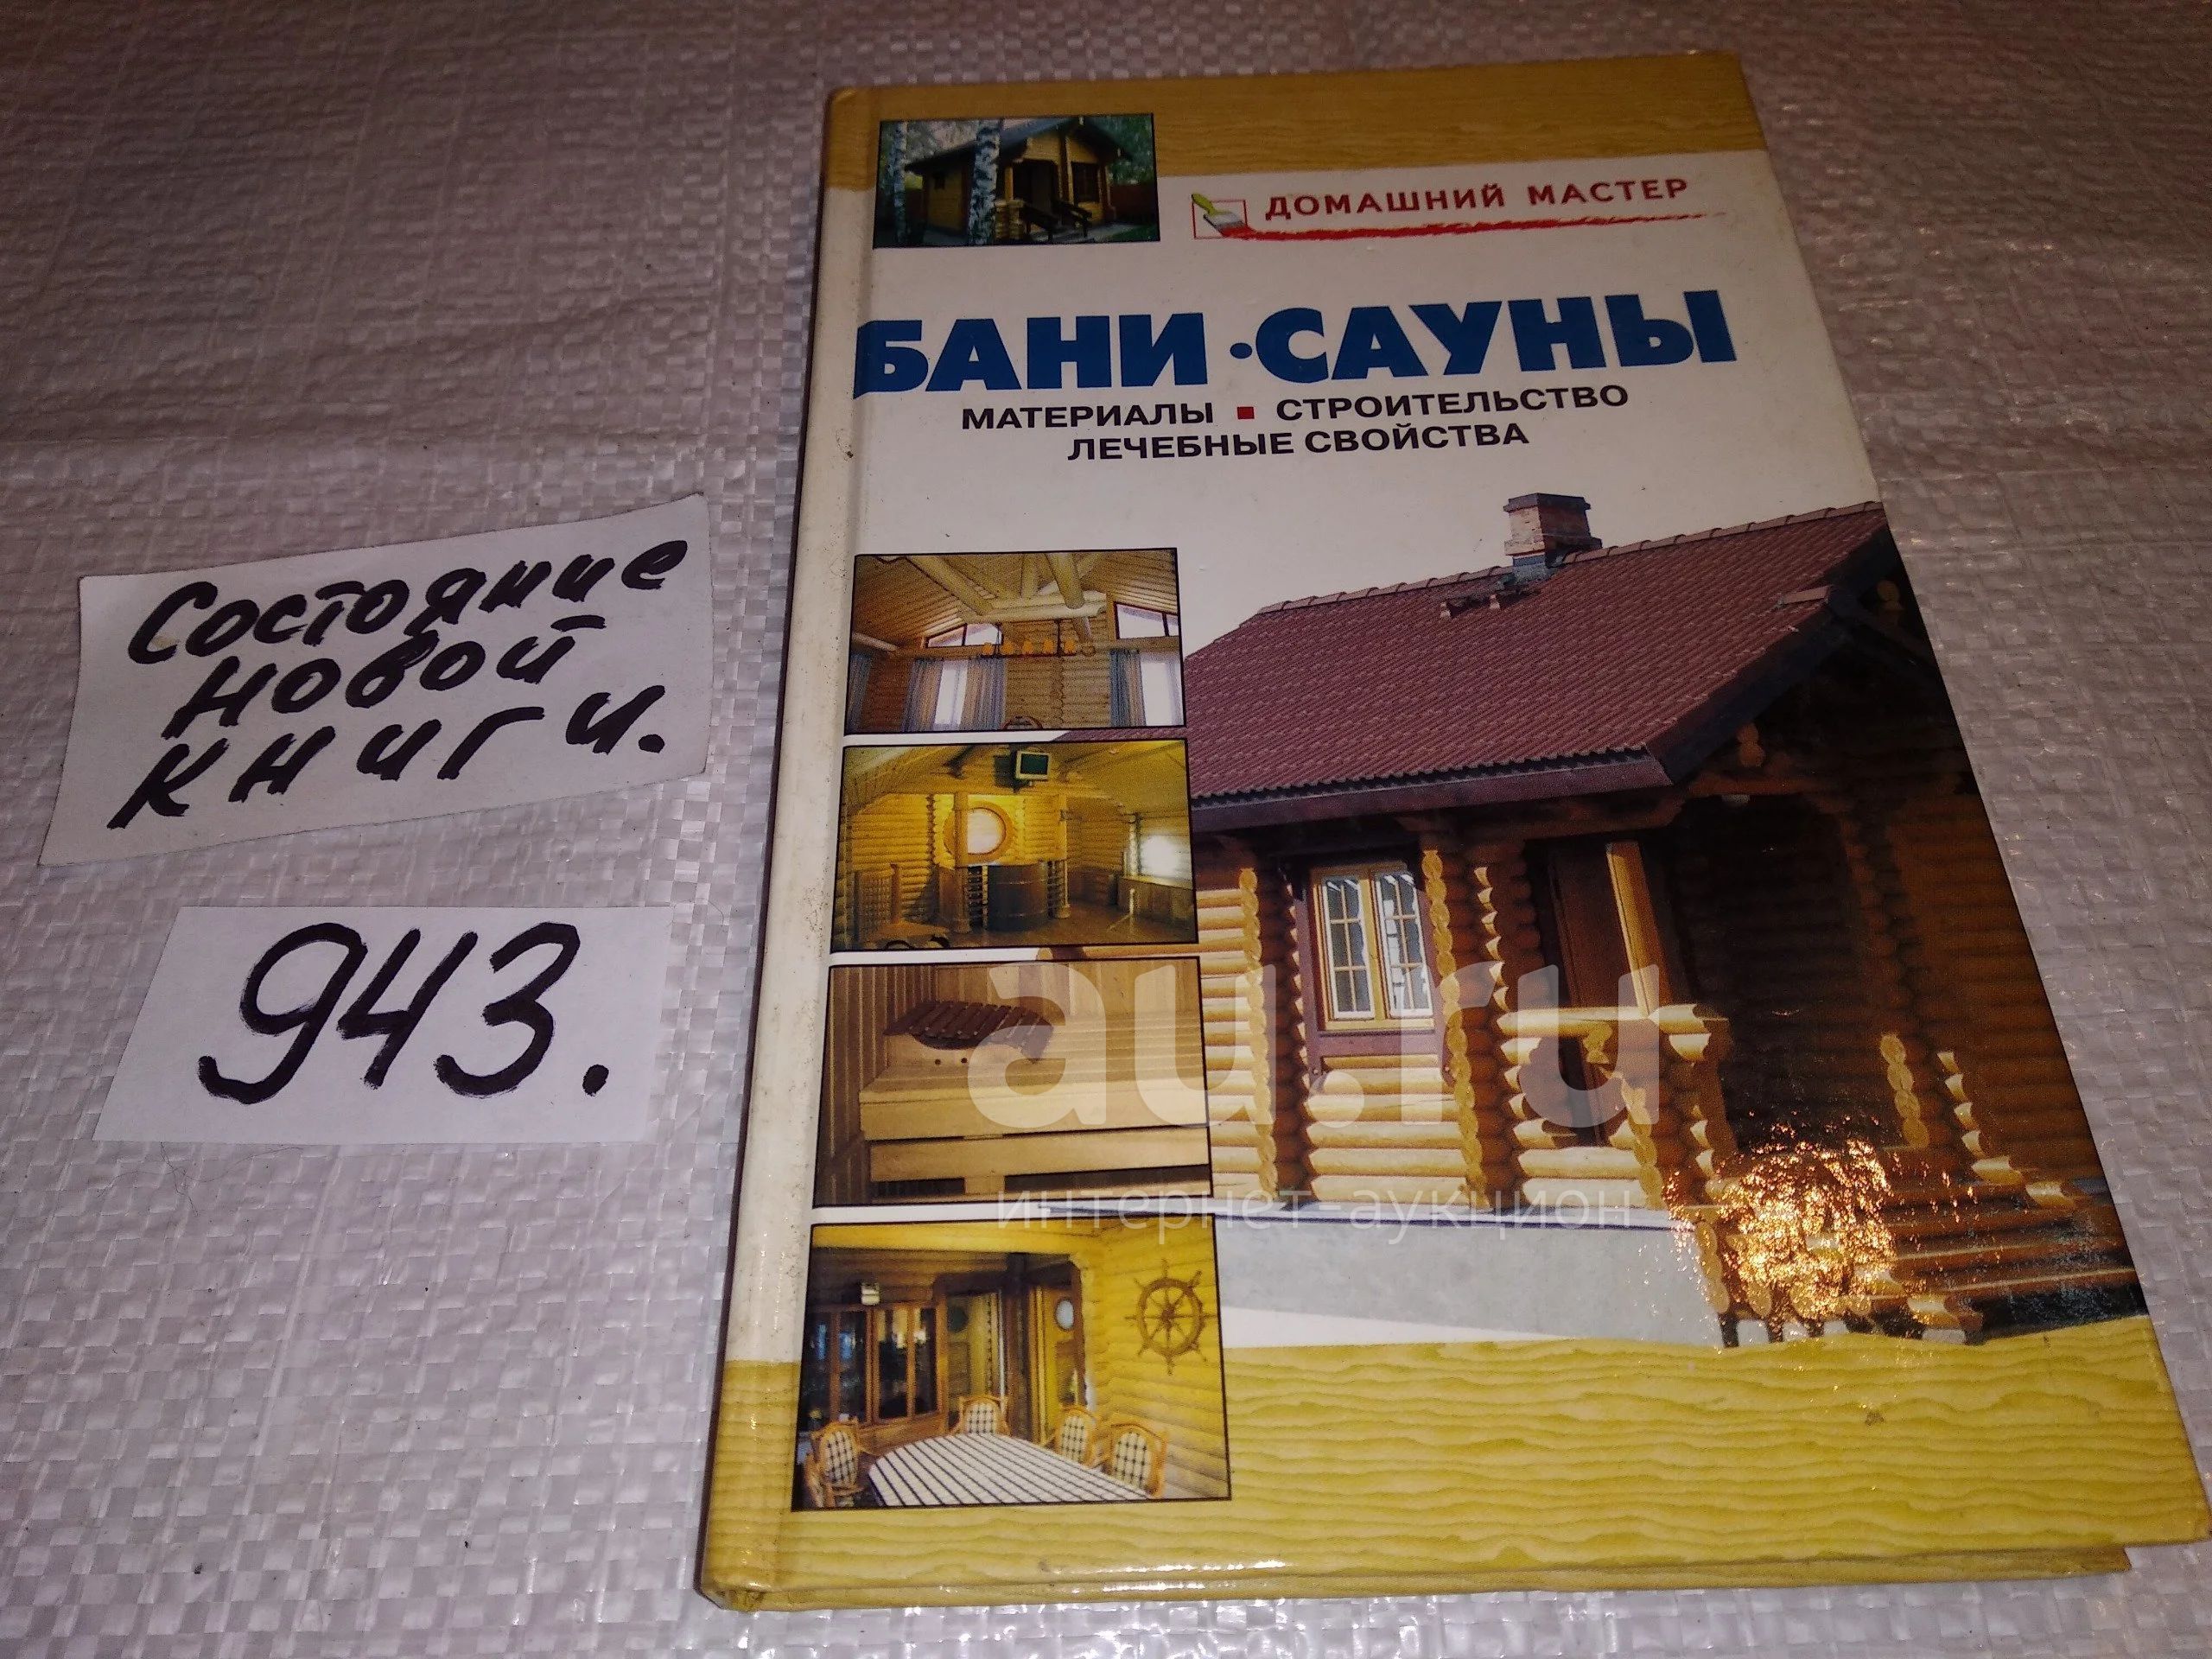 ДОМАШНИЙ МАСТЕР
БАНИ·САУНЫ
МАТЕРИАЛЫ ▪ СТРОИТЕЛЬСТВО
ЛЕЧЕБНЫЕ СВОЙСТВА
Состояние
новой
книги.
943.
au.ru
интернет-аукцион